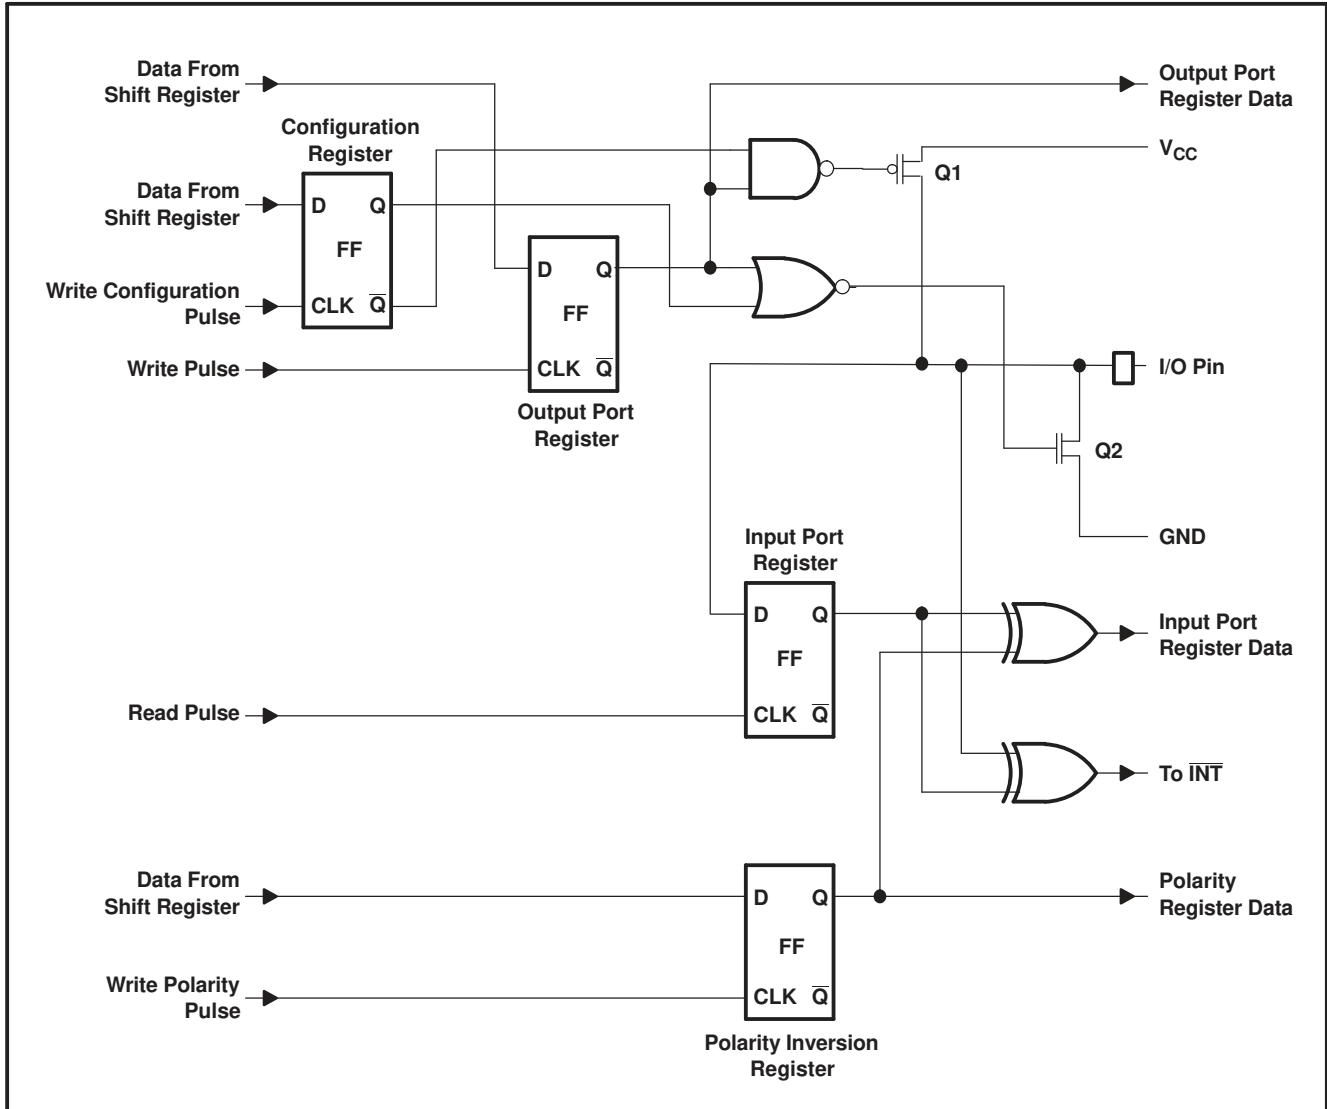 Data From
Shift Register
Output Port
Register Data
Configuration
Register
V<sub>CC</sub>
Q1
Data From
Shift Register
D
Q
FF
D
Q
Write Configuration
Pulse
CLK
Q̅
FF
Write Pulse
CLK
Q̅
I/O Pin
Output Port
Register
Q2
Input Port
Register
GND
D
Q
Input Port
Register Data
FF
Read Pulse
CLK
Q̅
To I̅N̅T̅
Data From
Shift Register
D
Q
Polarity
Register Data
FF
Write Polarity
Pulse
CLK
Q̅
Polarity Inversion
Register